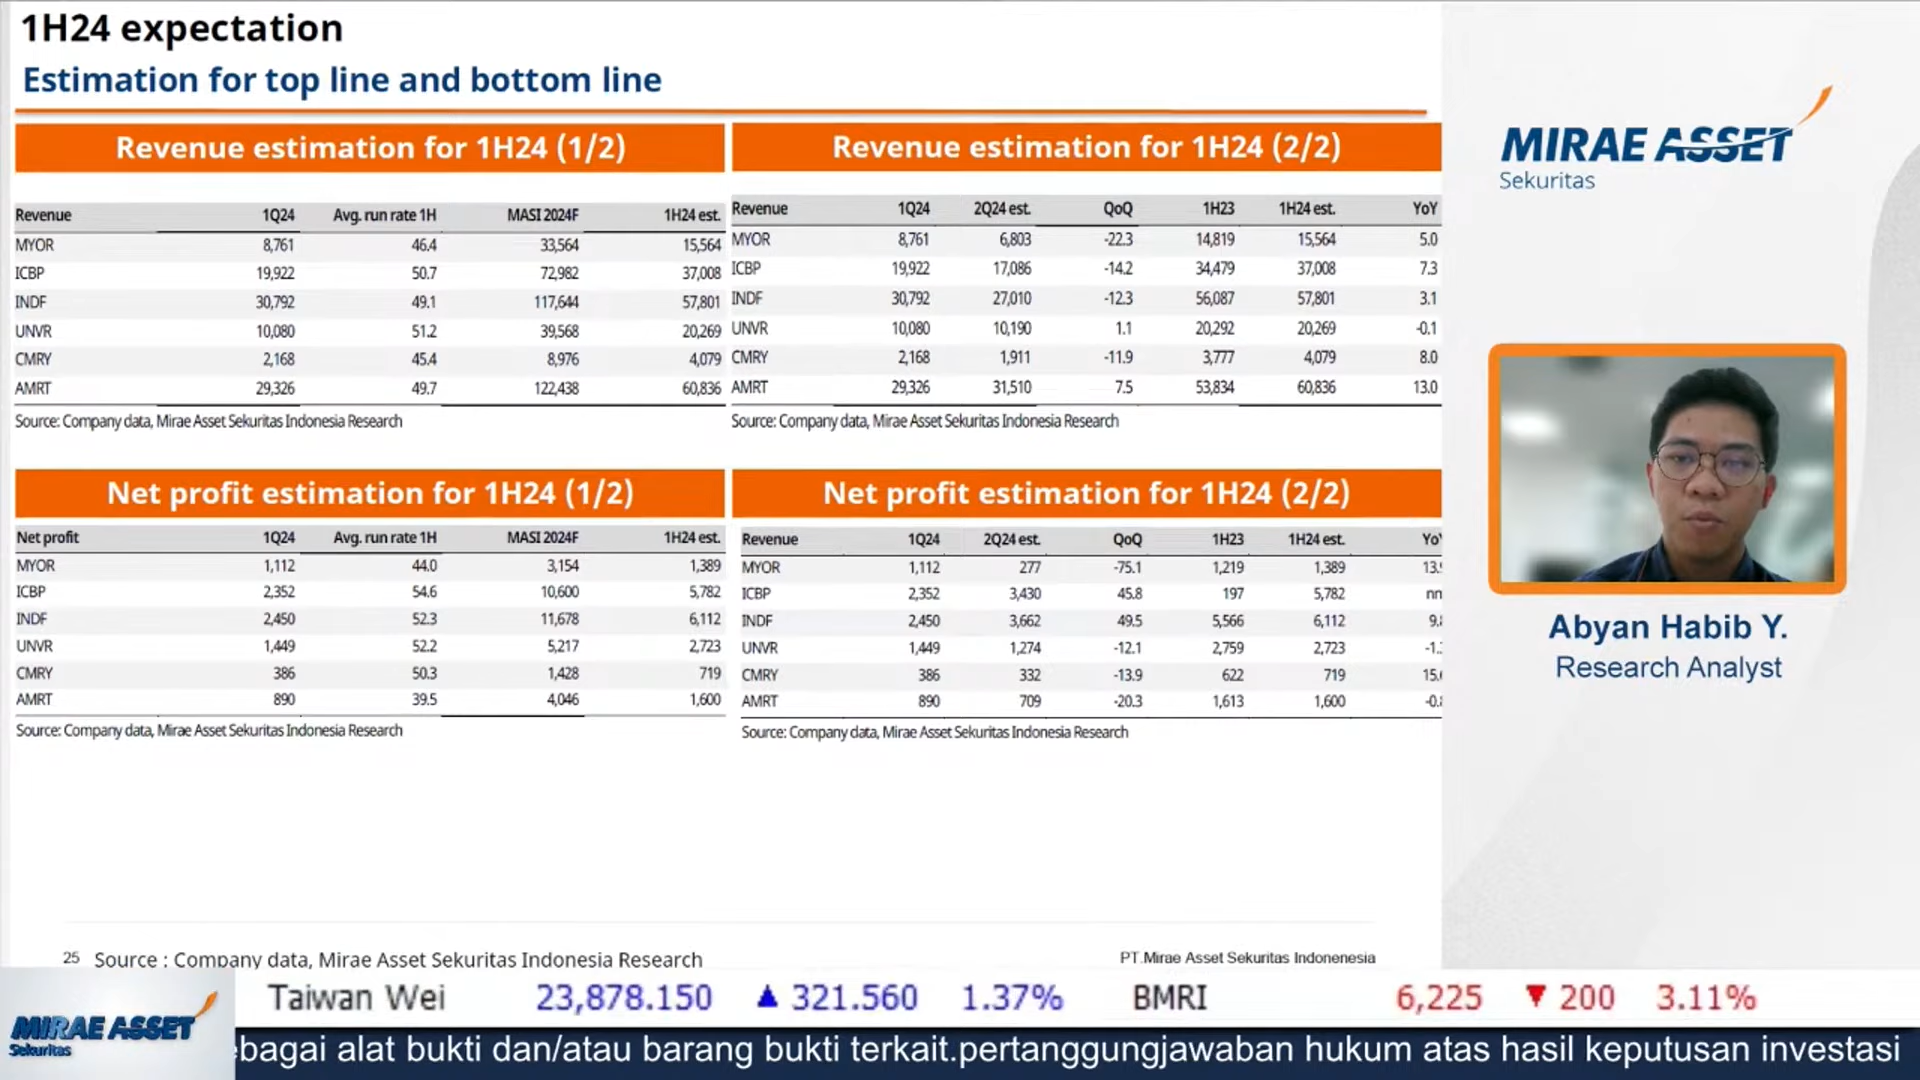 1H24 expectation
Estimation for top line and bottom line
Revenue estimation for 1H24 (1/2)
Revenue 1Q24 Avg. run rate 1H MASI 2024F 1H24 est.
MYOR 8,761 46.4 33,564 15,564
ICBP 19,922 50.7 72,982 37,008
INDF 30,792 49.1 117,644 57,801
UNVR 10,080 51.2 39,568 20,269
CMRY 2,168 45.4 8,976 4,079
AMRT 29,326 49.7 122,438 60,836
Source: Company data, Mirae Asset Sekuritas Indonesia Research
Revenue estimation for 1H24 (2/2)
Revenue 1Q24 2Q24 est. QoQ 1H23 1H24 est. YoY
MYOR 8,761 6,803 -22.3 14,819 15,564 5.0
ICBP 19,922 17,086 -14.2 34,479 37,008 7.3
INDF 30,792 27,010 -12.3 56,087 57,801 3.1
UNVR 10,080 10,190 1.1 20,292 20,269 -0.1
CMRY 2,168 1,911 -11.9 3,777 4,079 8.0
AMRT 29,326 31,510 7.5 53,834 60,836 13.0
Source: Company data, Mirae Asset Sekuritas Indonesia Research
Net profit estimation for 1H24 (1/2)
Net profit 1Q24 Avg. run rate 1H MASI 2024F 1H24 est.
MYOR 1,112 44.0 3,154 1,389
ICBP 2,352 54.6 10,600 5,782
INDF 2,450 52.3 11,678 6,112
UNVR 1,449 52.2 5,217 2,723
CMRY 386 50.3 1,428 719
AMRT 890 39.5 4,046 1,600
Source: Company data, Mirae Asset Sekuritas Indonesia Research
Net profit estimation for 1H24 (2/2)
Revenue 1Q24 2Q24 est. QoQ 1H23 1H24 est.
MYOR 1,112 277 -75.1 1,219 1,389
ICBP 2,352 3,430 45.8 197 5,782
INDF 2,450 3,662 49.5 5,566 6,112
UNVR 1,449 1,274 -12.1 2,759 2,723
CMRY 386 332 -13.9 622 719
AMRT 890 709 -20.3 1,613 1,600
Source: Company data, Mirae Asset Sekuritas Indonesia Research
25 Source : Company data, Mirae Asset Sekuritas Indonesia Research
PT.Mirae Asset Sekuritas Indonenesia
MIRAE ASSET
Sekuritas
Abyan Habib Y.
Research Analyst
Taiwan Wei 23,878.150 ▲ 321.560 1.37% BMRI 6,225 ▼ 200 3.11%
MIRAE ASSET
Sekuritas
ebagai alat bukti dan/atau barang bukti terkait.pertanggungjawaban hukum atas hasil keputusan investasi